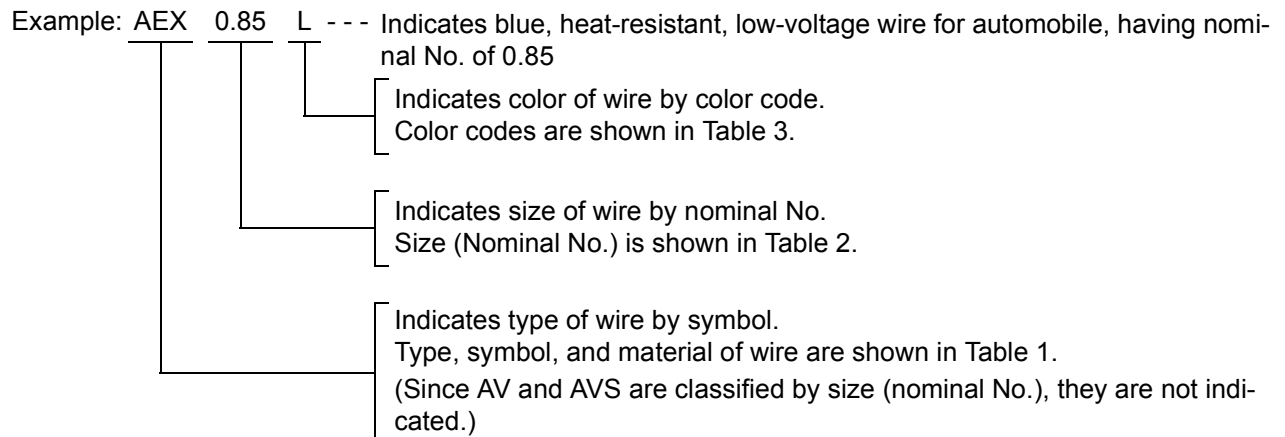 Example: AEX 0.85 L - - - Indicates blue, heat-resistant, low-voltage wire for automobile, having nomi-
nal No. of 0.85
Indicates color of wire by color code.
Color codes are shown in Table 3.
Indicates size of wire by nominal No.
Size (Nominal No.) is shown in Table 2.
Indicates type of wire by symbol.
Type, symbol, and material of wire are shown in Table 1.
(Since AV and AVS are classified by size (nominal No.), they are not indi-
cated.)